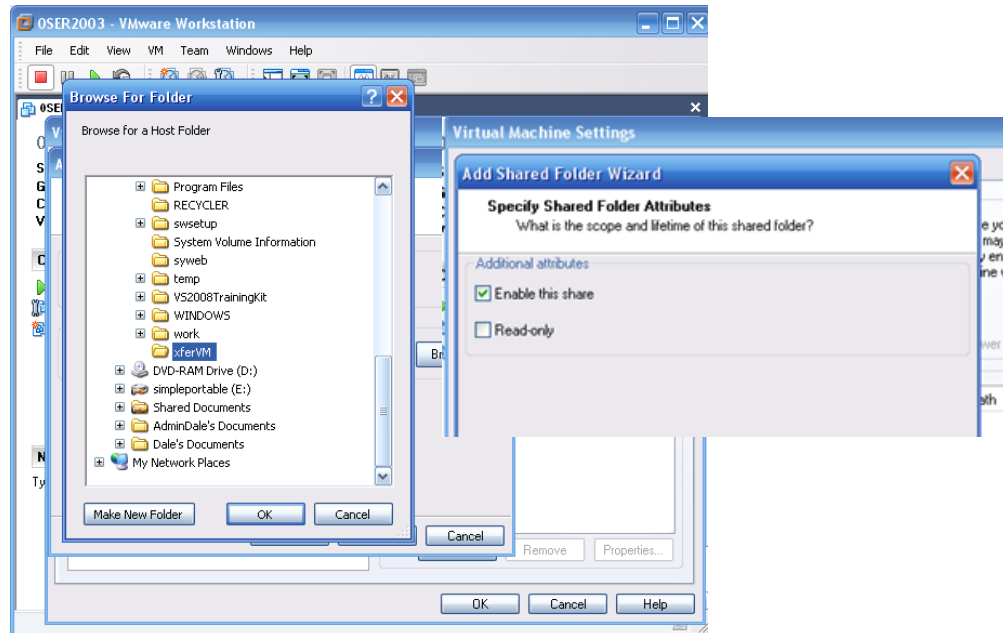 OSER2003 - VMware Workstation
File Edit View VM Team Windows Help
Browse For Folder
Browse for a Host Folder
Program Files
RECYCLER
swsetup
System Volume Information
syweb
temp
VS2008TrainingKit
WINDOWS
work
xferVM
DVD-RAM Drive (D:)
simpleportable (E:)
Shared Documents
AdminDale's Documents
Dale's Documents
My Network Places
Make New Folder OK Cancel
Cancel
Remove Properties...
OK Cancel Help
Virtual Machine Settings
Add Shared Folder Wizard
Specify Shared Folder Attributes
What is the scope and lifetime of this shared folder?
Additional attributes
Enable this share
Read-only